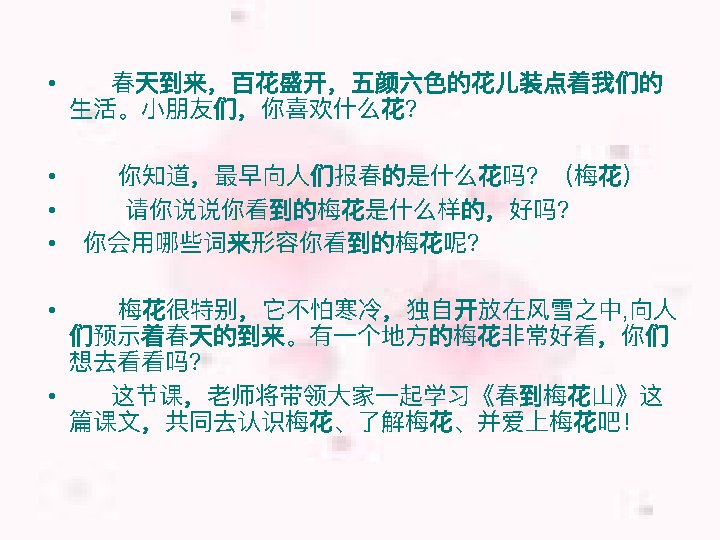 • 春天到来，百花盛开，五颜六色的花儿装点着我们的
生活。小朋友们，你喜欢什么花？
• 你知道，最早向人们报春的是什么花吗？（梅花）
• 请你说说你看到的梅花是什么样的，好吗？
• 你会用哪些词来形容你看到的梅花呢？
• 梅花很特别，它不怕寒冷，独自开放在风雪之中,向人
们预示着春天的到来。有一个地方的梅花非常好看，你们
想去看看吗？
• 这节课，老师将带领大家一起学习《春到梅花山》这
篇课文，共同去认识梅花、了解梅花、并爱上梅花吧！